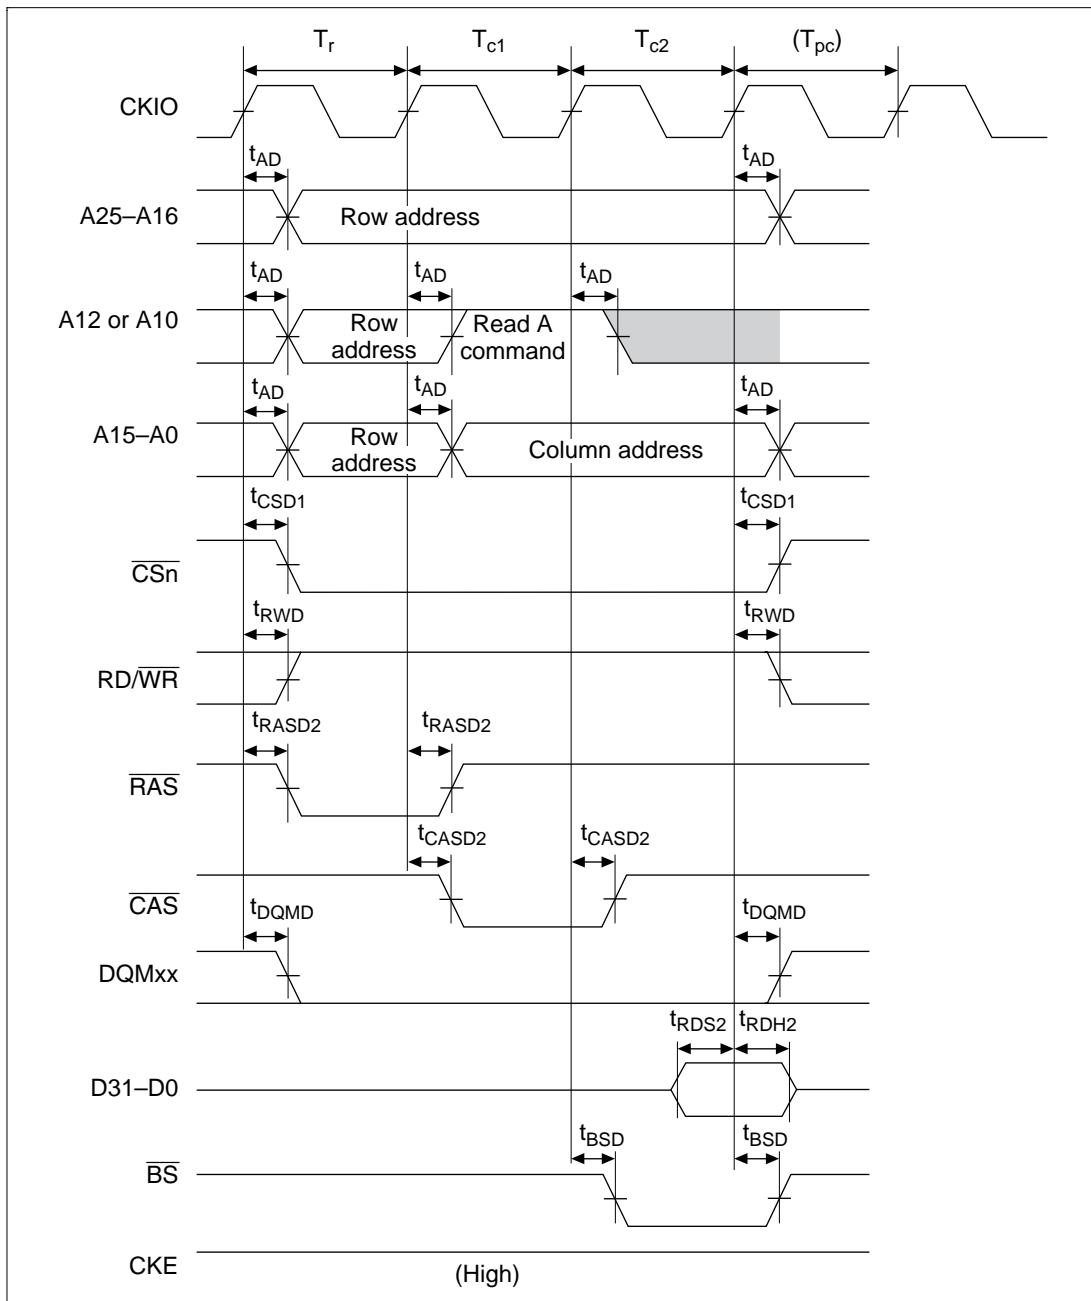 Tr Tc1 Tc2 (Tpc)
CKIO
tAD tAD
A25–A16 Row address
tAD tAD tAD
A12 or A10 Row address Read A command
tAD tAD tAD
A15–A0 Row address Column address
tCSD1 tCSD1
CSn
tRWD tRWD
RD/WR
tRASD2 tRASD2
RAS
tCASD2 tCASD2
CAS
tDQMD tDQMD
DQMxx
tRDS2 tRDH2
D31–D0
tBSD tBSD
BS
CKE (High)